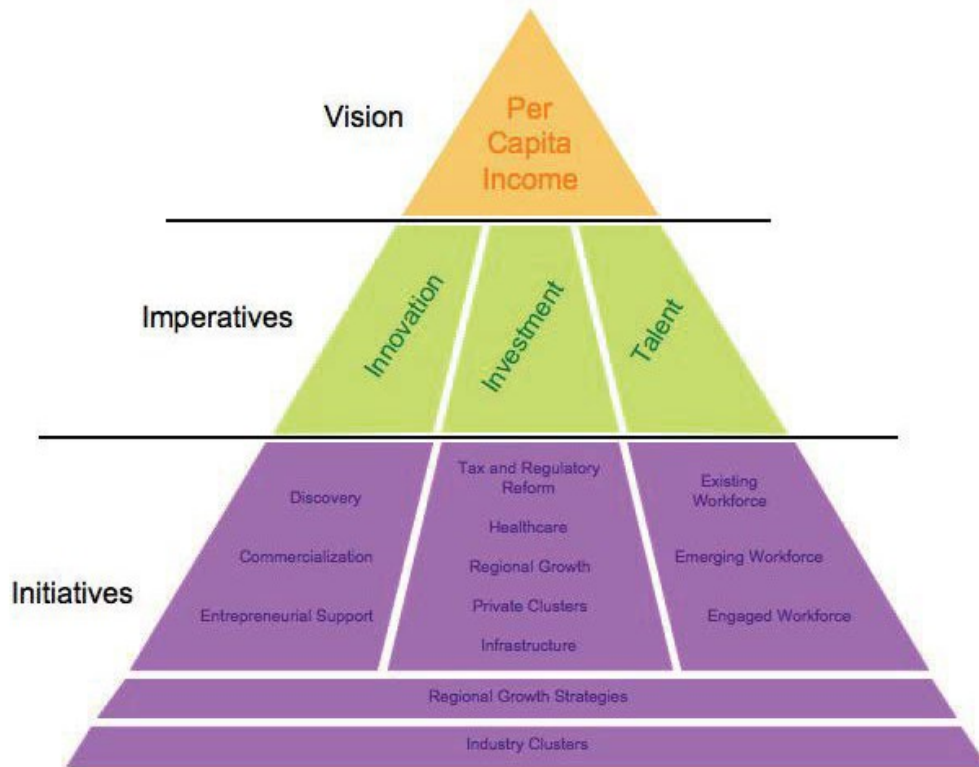 Vision
Per
Capita
Income
Imperatives
Innovation
Investment
Talent
Initiatives
Discovery
Commercialization
Entrepreneurial Support
Tax and Regulatory
Reform
Healthcare
Regional Growth
Private Clusters
Infrastructure
Existing
Workforce
Emerging Workforce
Engaged Workforce
Regional Growth Strategies
Industry Clusters